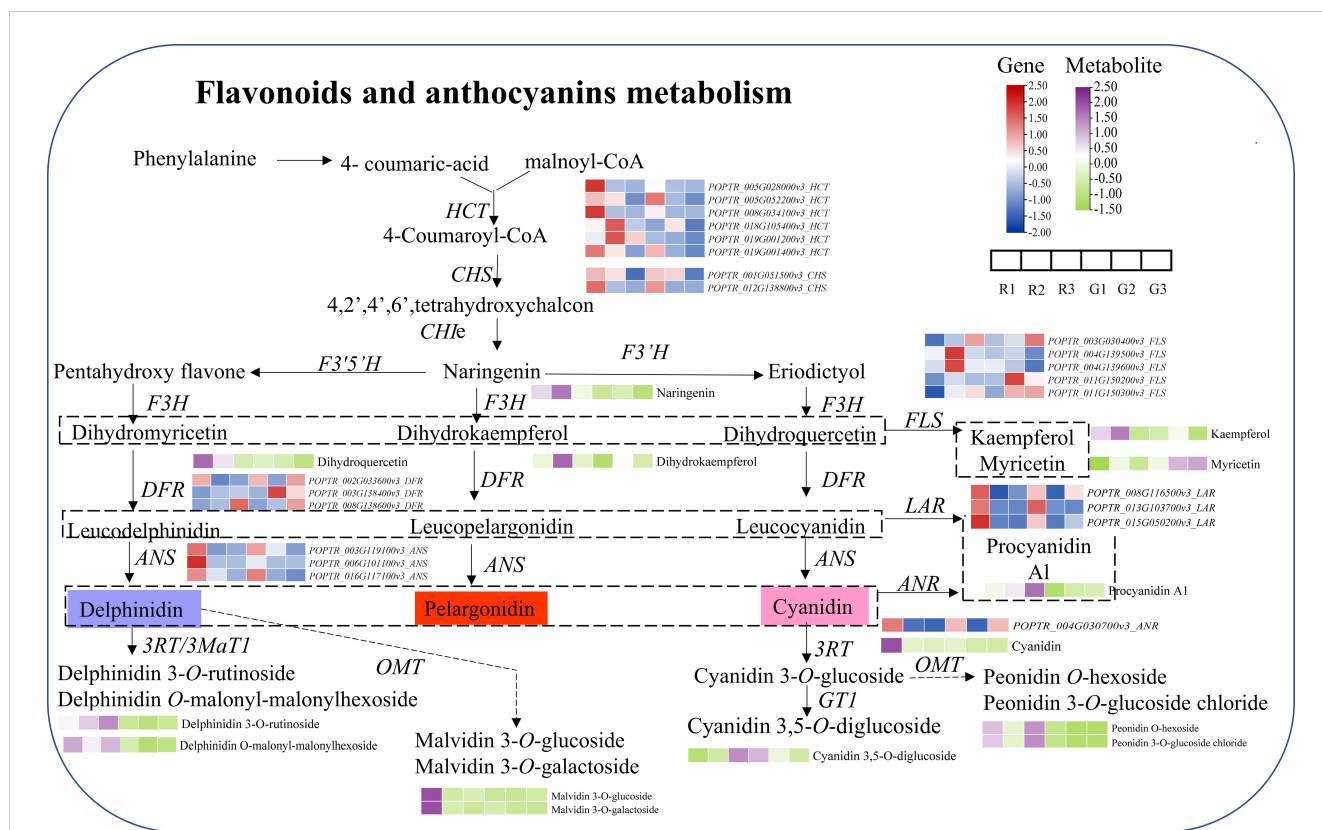 Flavonoids and anthocyanins metabolism
Gene Metabolite
2.50
2.00
1.50
1.00
0.50
0.00
-0.50
-1.00
-1.50
-2.00
2.50
2.00
1.50
1.00
0.50
0.00
-0.50
-1.00
-1.50
R1 R2 R3 G1 G2 G3
Phenylalanine
4- coumaric-acid
malnoyl-CoA
HCT
4-Coumaroyl-CoA
POPTR_005G028000v3_HCT
POPTR_005G052200v3_HCT
POPTR_008G034100v3_HCT
POPTR_018G105400v3_HCT
POPTR_019G001200v3_HCT
POPTR_019G001400v3_HCT
CHS
POPTR_001G051500v3_CHS
POPTR_012G138800v3_CHS
4,2',4',6',tetrahydroxychalcon
CHIe
F3'5'H
F3'H
Pentahydroxy flavone
Naringenin
Eriodictyol
Naringenin
POPTR_003G030400v3_FLS
POPTR_004G139500v3_FLS
POPTR_004G139600v3_FLS
POPTR_011G150200v3_FLS
POPTR_011G150300v3_FLS
F3H
F3H
F3H
FLS
Dihydromyricetin
Dihydrokaempferol
Dihydroquercetin
Kaempferol
Myricetin
Kaempferol
Myricetin
Dihydroquercetin
Dihydrokaempferol
DFR
POPTR_002G033600v3_DFR
POPTR_003G138400v3_DFR
POPTR_008G138600v3_DFR
DFR
DFR
LAR
POPTR_008G116500v3_LAR
POPTR_013G103700v3_LAR
POPTR_015G050200v3_LAR
Leucodelphinidin
Leucopelargonidin
Leucocyanidin
ANS
POPTR_003G119100v3_ANS
POPTR_006G101100v3_ANS
POPTR_016G117100v3_ANS
ANS
ANS
ANR
Procyanidin
Al
Procyanidin A1
Delphinidin
Pelargonidin
Cyanidin
POPTR_004G030700v3_ANR
Cyanidin
3RT/3MaT1
OMT
3RT
OMT
Delphinidin 3-O-rutinoside
Delphinidin O-malonyl-malonylhexoside
Delphinidin 3-O-rutinoside
Delphinidin O-malonyl-malonylhexoside
Malvidin 3-O-glucoside
Malvidin 3-O-galactoside
Malvidin 3-O-glucoside
Malvidin 3-O-galactoside
Cyanidin 3-O-glucoside
GT1
Cyanidin 3,5-O-diglucoside
Cyanidin 3,5-O-diglucoside
Peonidin O-hexoside
Peonidin 3-O-glucoside chloride
Peonidin O-hexoside
Peonidin 3-O-glucoside chloride